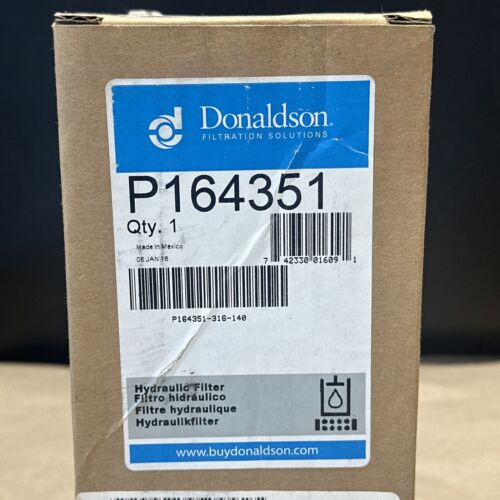 Donaldson.
FILTRATION SOLUTIONS
P164351
Qty. 1
Made in Mexico
06 JAN 16
7 42330 01609 1
P164351-316-140
Hydraulic Filter
Filtro hidráulico
Filtre hydraulique
Hydraulikfilter
www.buydonaldson.com